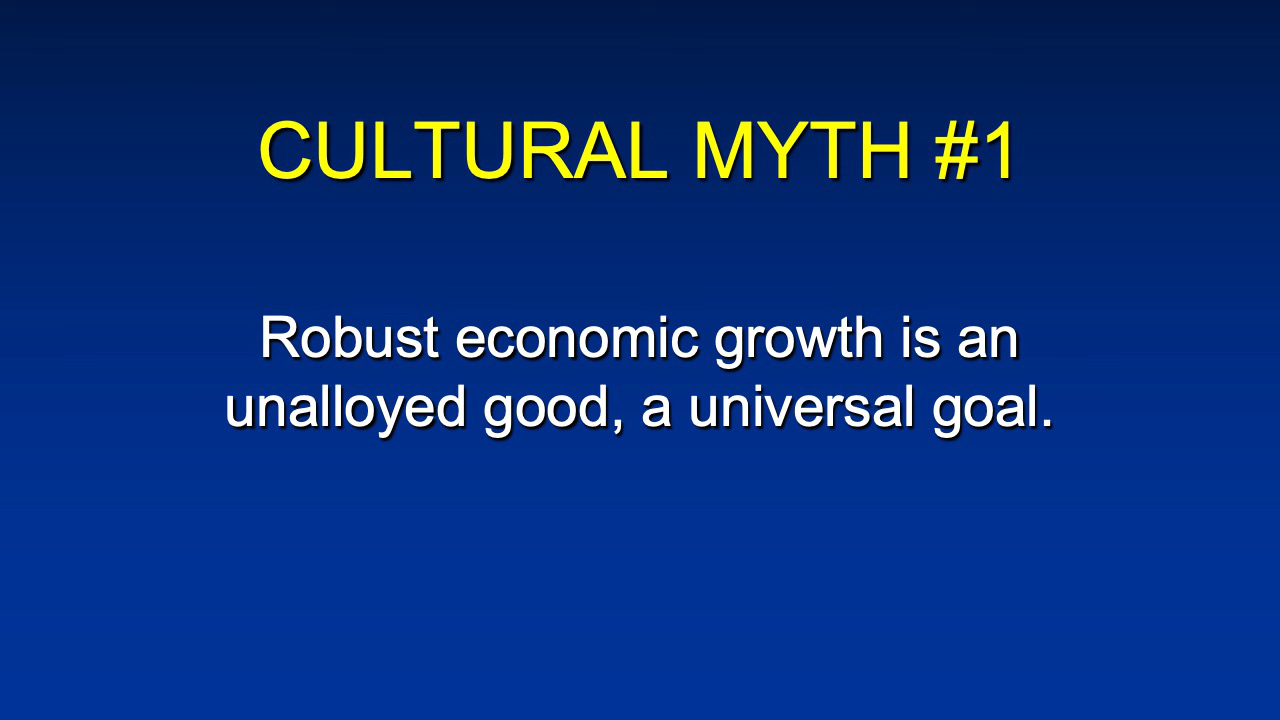 CULTURAL MYTH #1
Robust economic growth is an
unalloyed good, a universal goal.